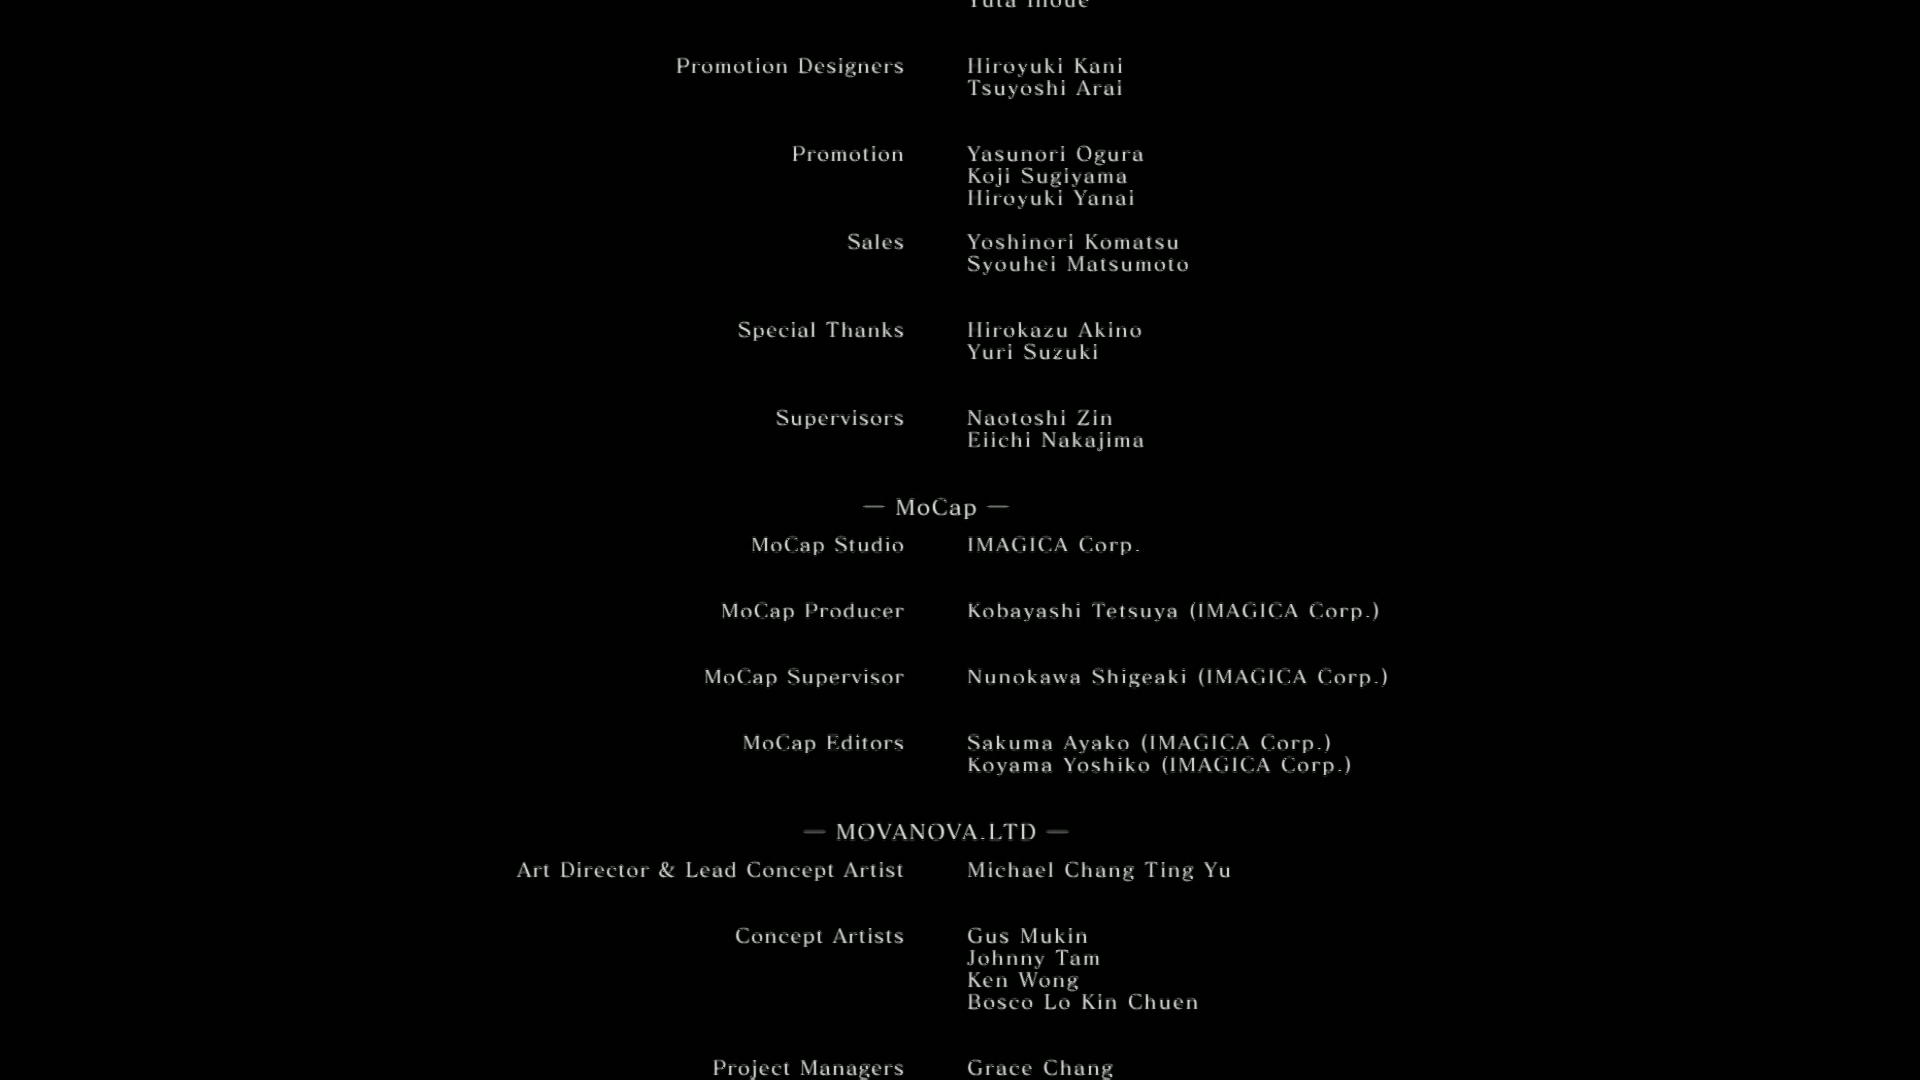 Yuta Inoue
Promotion Designers Hiroyuki Kani
Tsuyoshi Arai
Promotion Yasunori Ogura
Koji Sugiyama
Hiroyuki Yanai
Sales Yoshinori Komatsu
Syouhei Matsumoto
Special Thanks Hirokazu Akino
Yuri Suzuki
Supervisors Naotoshi Zin
Eiichi Nakajima
— MoCap —
MoCap Studio IMAGICA Corp.
MoCap Producer Kobayashi Tetsuya (IMAGICA Corp.)
MoCap Supervisor Nunokawa Shigeaki (IMAGICA Corp.)
MoCap Editors Sakuma Ayako (IMAGICA Corp.)
Koyama Yoshiko (IMAGICA Corp.)
— MOVANOVA.LTD —
Art Director & Lead Concept Artist Michael Chang Ting Yu
Concept Artists Gus Mukin
Johnny Tam
Ken Wong
Bosco Lo Kin Chuen
Project Managers Grace Chang